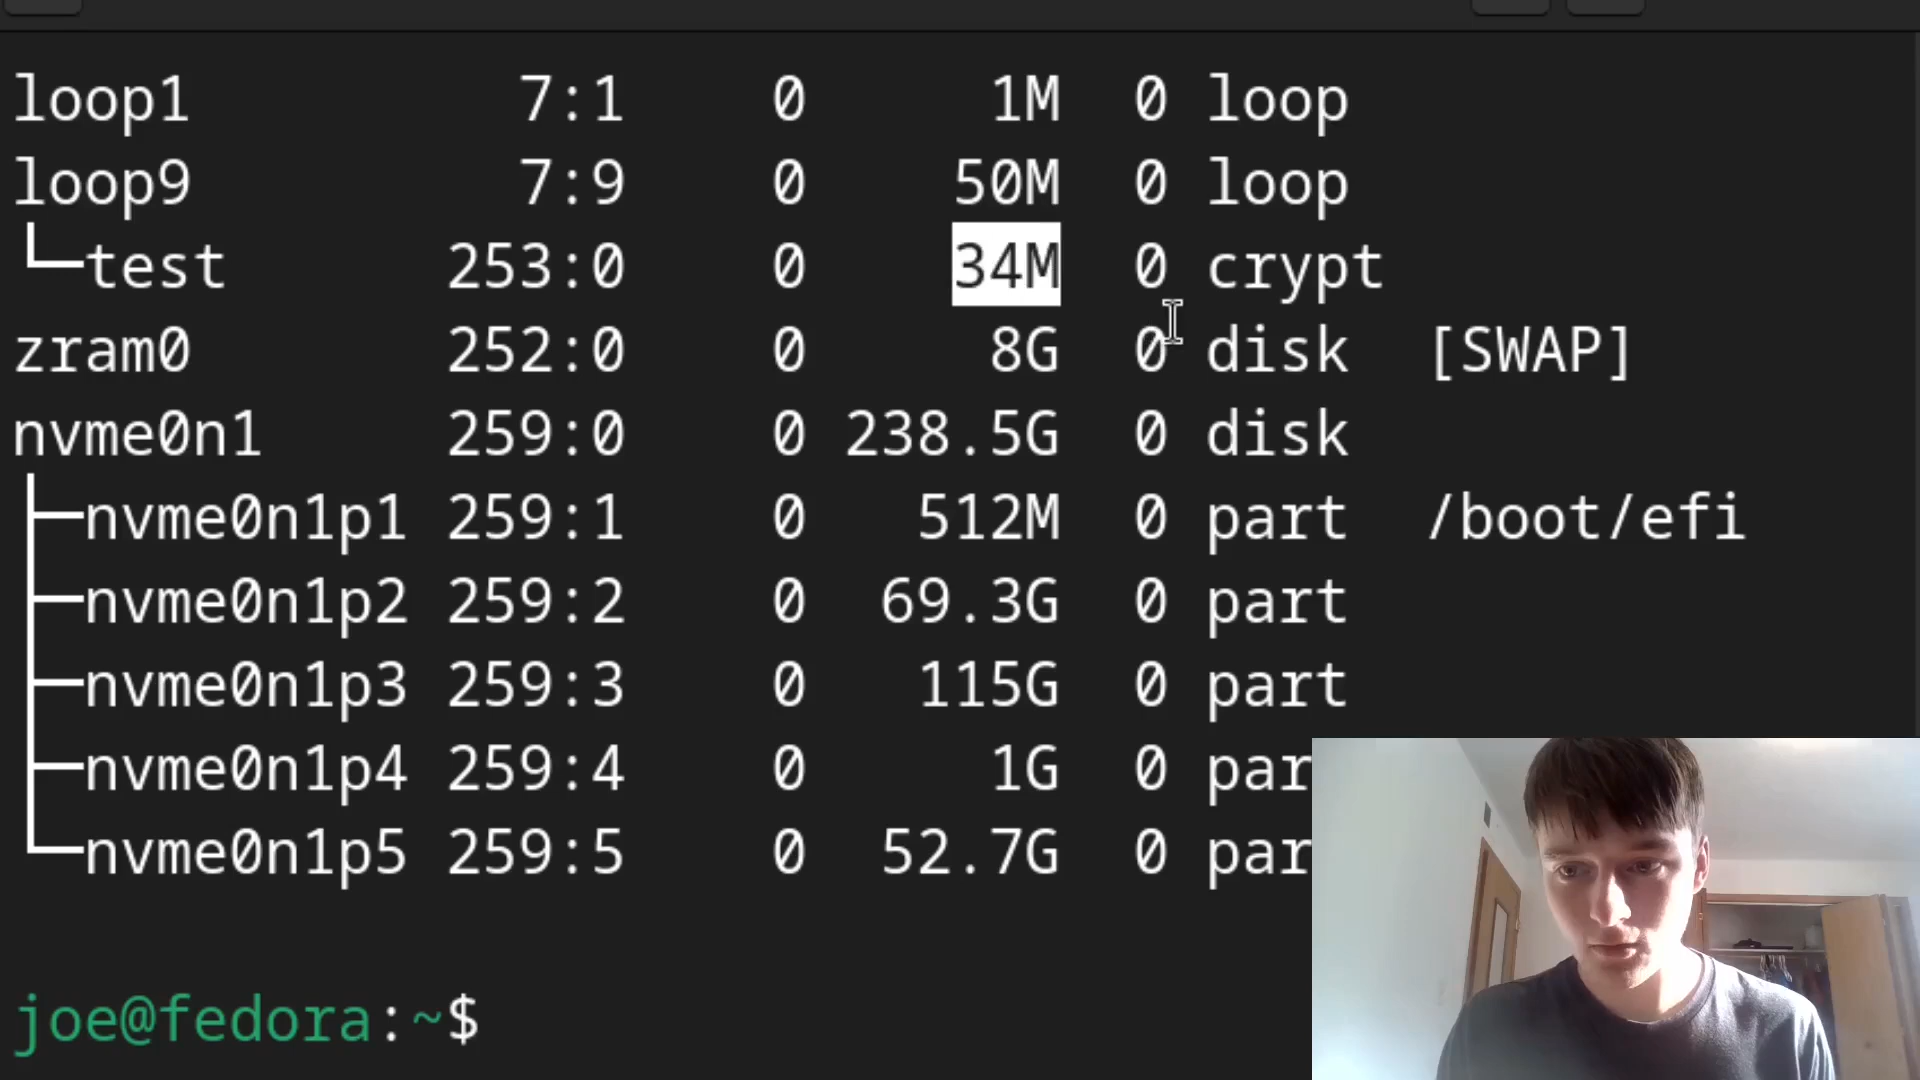 loop1 7:1 0 1M 0 loop
loop9 7:9 0 50M 0 loop
└─test 253:0 0 34M 0 crypt
zram0 252:0 0 8G 0 disk [SWAP]
nvme0n1 259:0 0 238.5G 0 disk
├─nvme0n1p1 259:1 0 512M 0 part /boot/efi
├─nvme0n1p2 259:2 0 69.3G 0 part
├─nvme0n1p3 259:3 0 115G 0 part
├─nvme0n1p4 259:4 0 1G 0 par
└─nvme0n1p5 259:5 0 52.7G 0 par
joe@fedora:~$